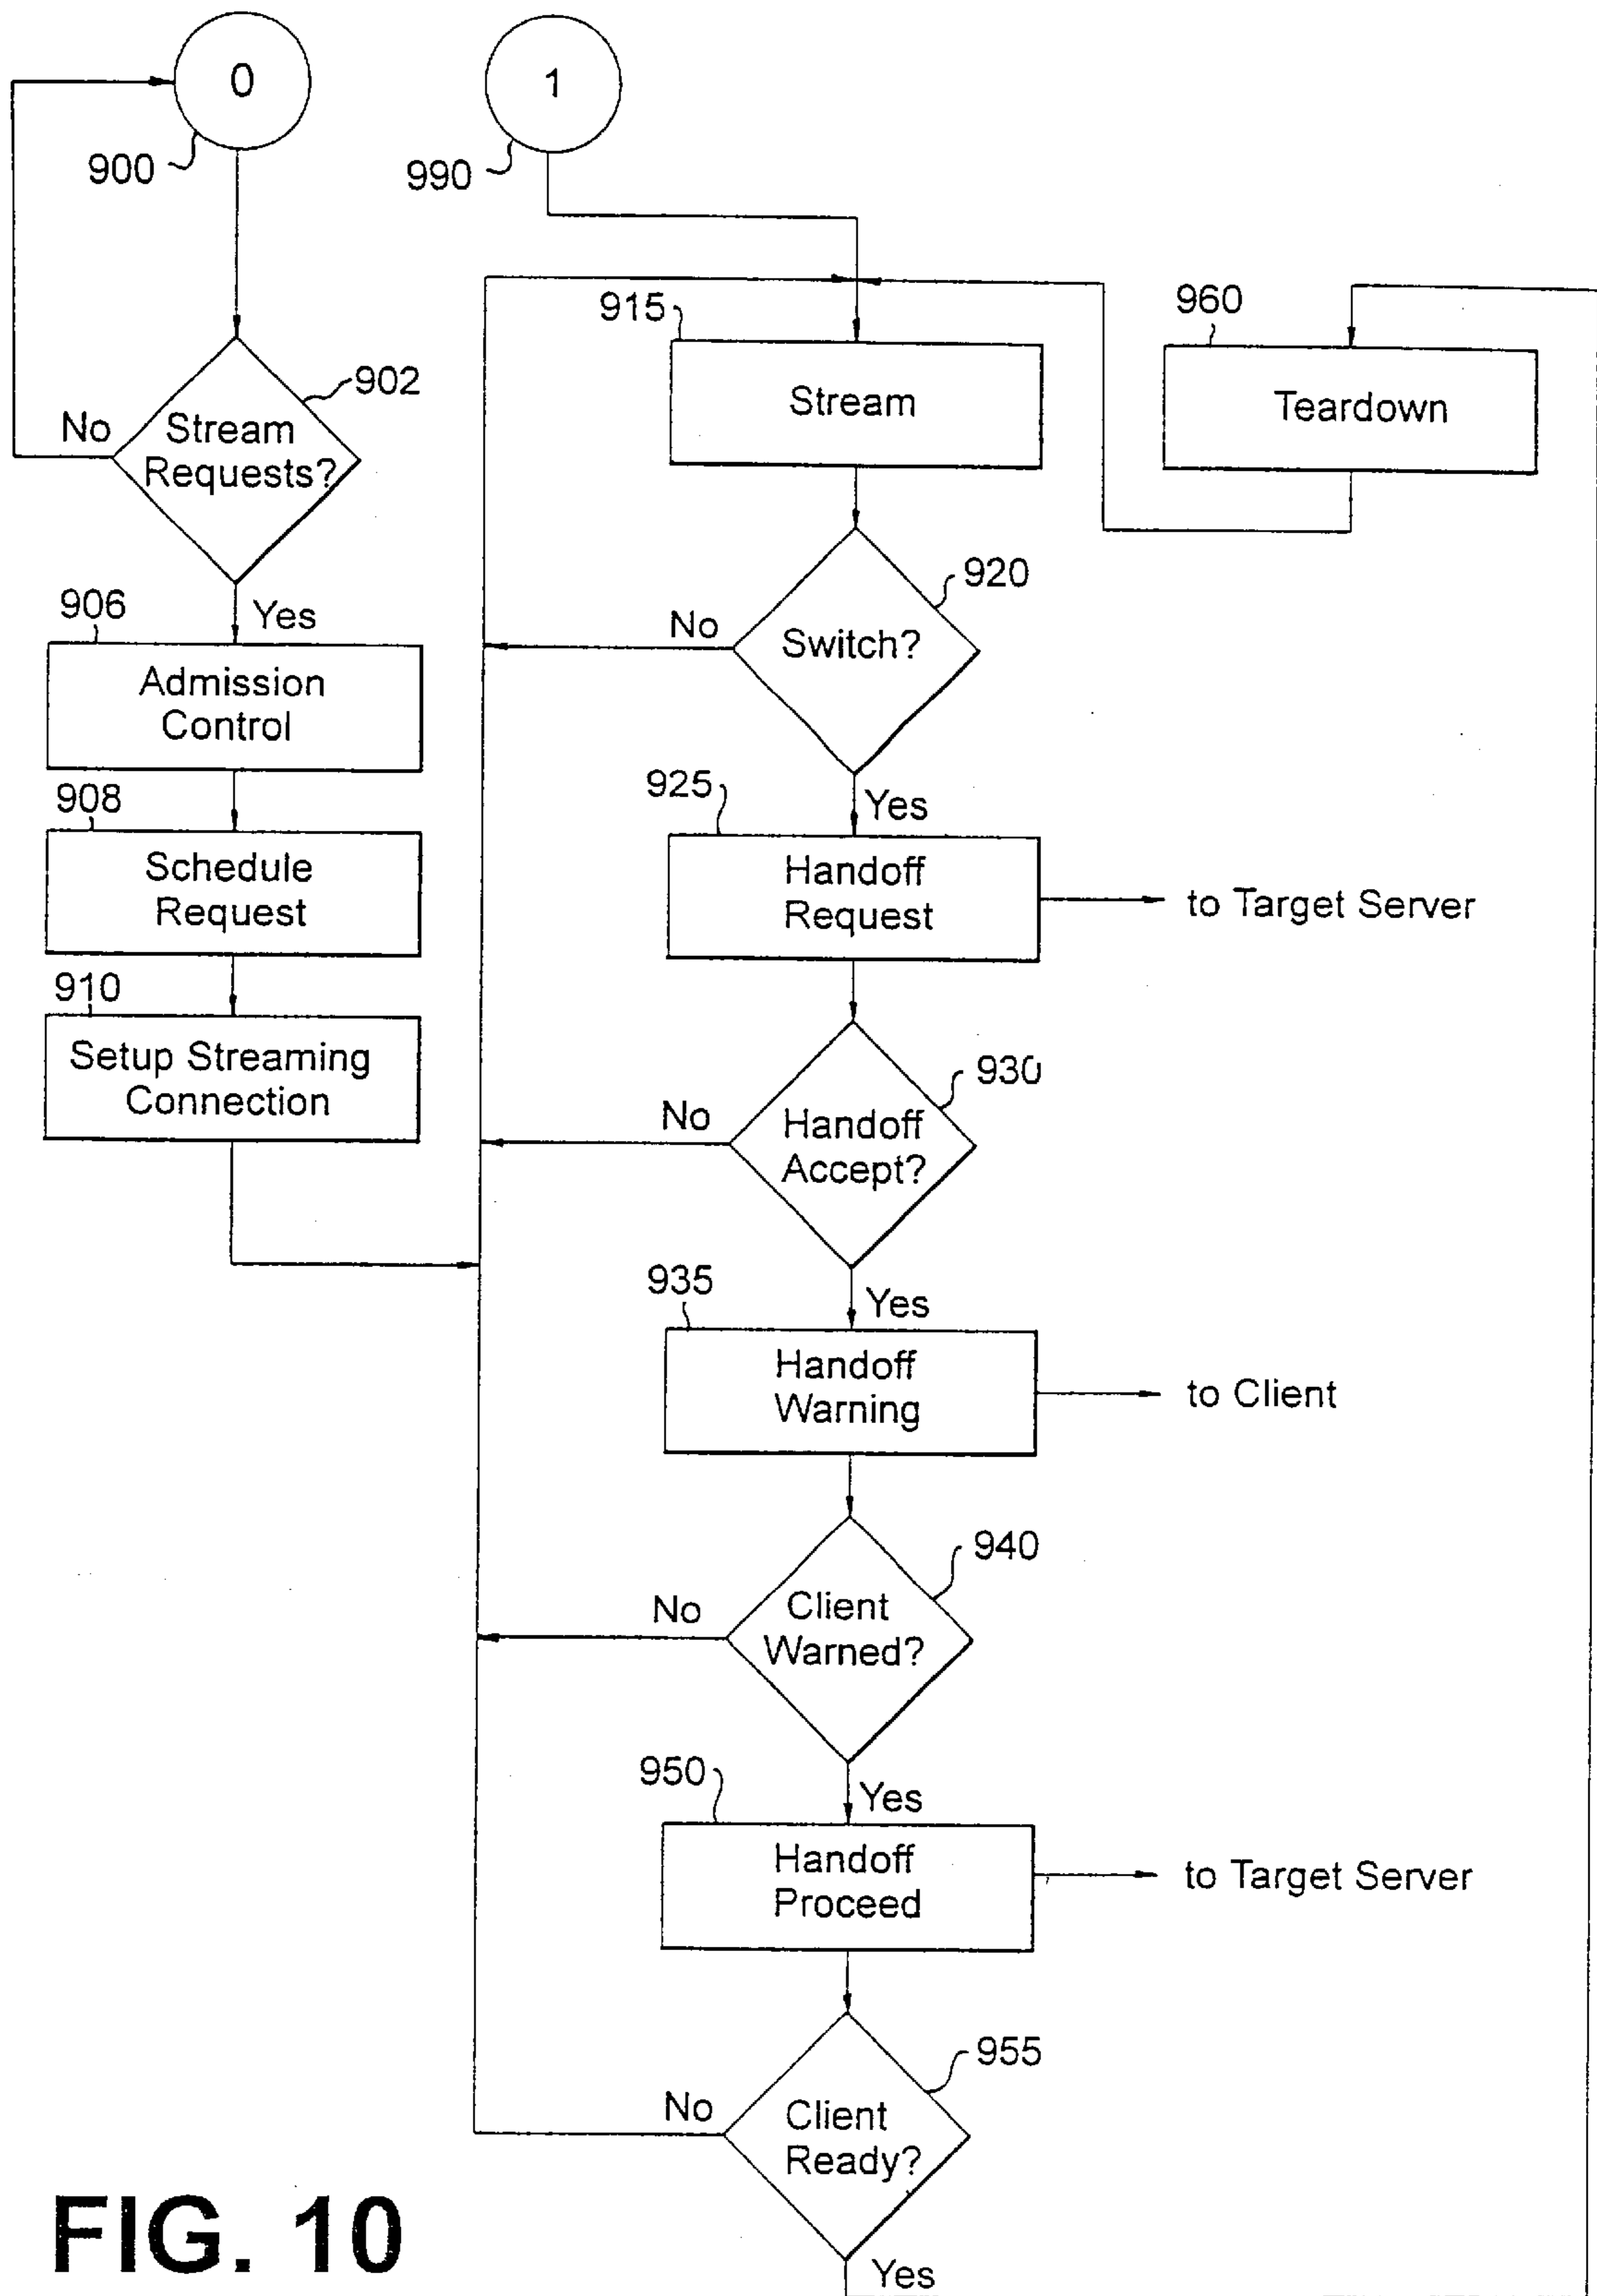 0
900
1
990
902
No
Stream
Requests?
Yes
906
Admission
Control
908
Schedule
Request
910
Setup Streaming
Connection
915
Stream
960
Teardown
920
No
Switch?
Yes
925
Handoff
Request
to Target Server
930
No
Handoff
Accept?
Yes
935
Handoff
Warning
to Client
940
No
Client
Warned?
Yes
950
Handoff
Proceed
to Target Server
955
No
Client
Ready?
Yes
FIG. 10